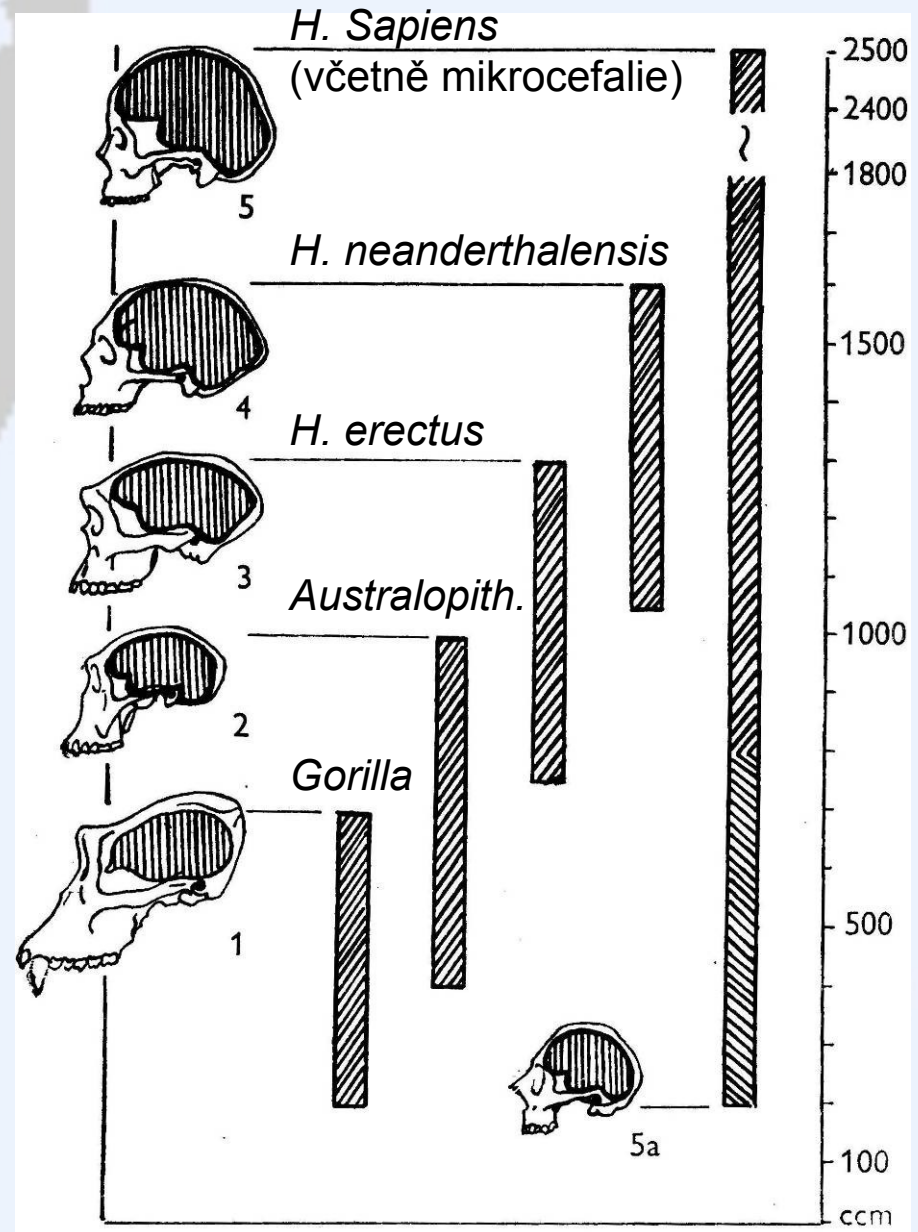 H. Sapiens
(včetně mikrocefalie)
5
H. neanderthalensis
4
H. erectus
3
Australopith.
2
Gorilla
1
5a
2500
2400
1800
1500
1000
500
100
ccm